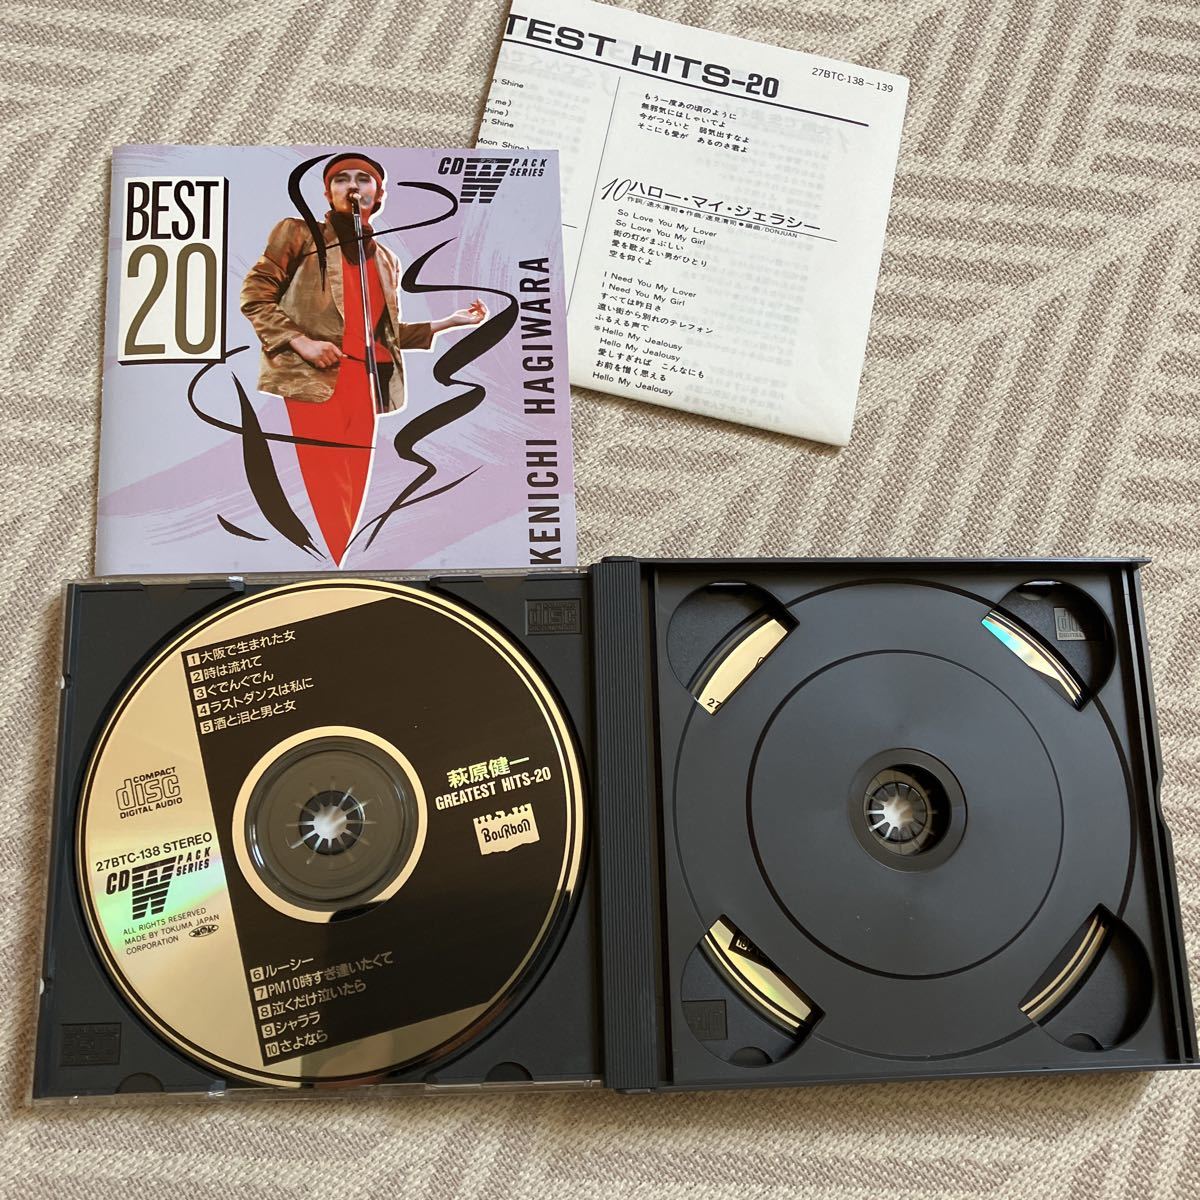 TEST HITS-20
27BTC-138-139
n Shine
r me)
Shine)
n Shine
Moon Shine)
もう一度あの頃のように
無邪気にはしゃいでよ
今がつらいと 弱気出すなよ
そこにも愛が あるのさ君よ
10 ハロー・マイ・ジェラシー
作詞/速水清司●作曲/速見清司●編曲/DONJUAN
So Love You My Lover
So Love You My Girl
街の灯がまぶしい
愛を歌えない男がひとり
空を仰ぐよ
I Need You My Lover
I Need You My Girl
すべては昨日さ
遠い街から別れのテレフォン
ふるえる声で
※Hello My Jealousy
Hello My Jealousy
愛しすぎれば こんなにも
お前を憎く思える
Hello My Jealousy
BEST
20
CD W ダブル PACK SERIES
KENICHI HAGIWARA
1 大阪で生まれた女
2 時は流れて
3 ぐでんぐでん
4 ラストダンスは私に
5 酒と泪と男と女
萩原健一
GREATEST HITS-20
BouRboN
COMPACT
disc
DIGITAL AUDIO
27BTC-138 STEREO
CD W PACK SERIES
ALL RIGHTS RESERVED
MADE BY TOKUMA JAPAN
CORPORATION
6 ルーシー
7 PM10時すぎ逢いたくて
8 泣くだけ泣いたら
9 シャララ
10 さよなら
COMPACT
disc
DIGITAL AUDIO
disc
DIGITAL AUDIO
27